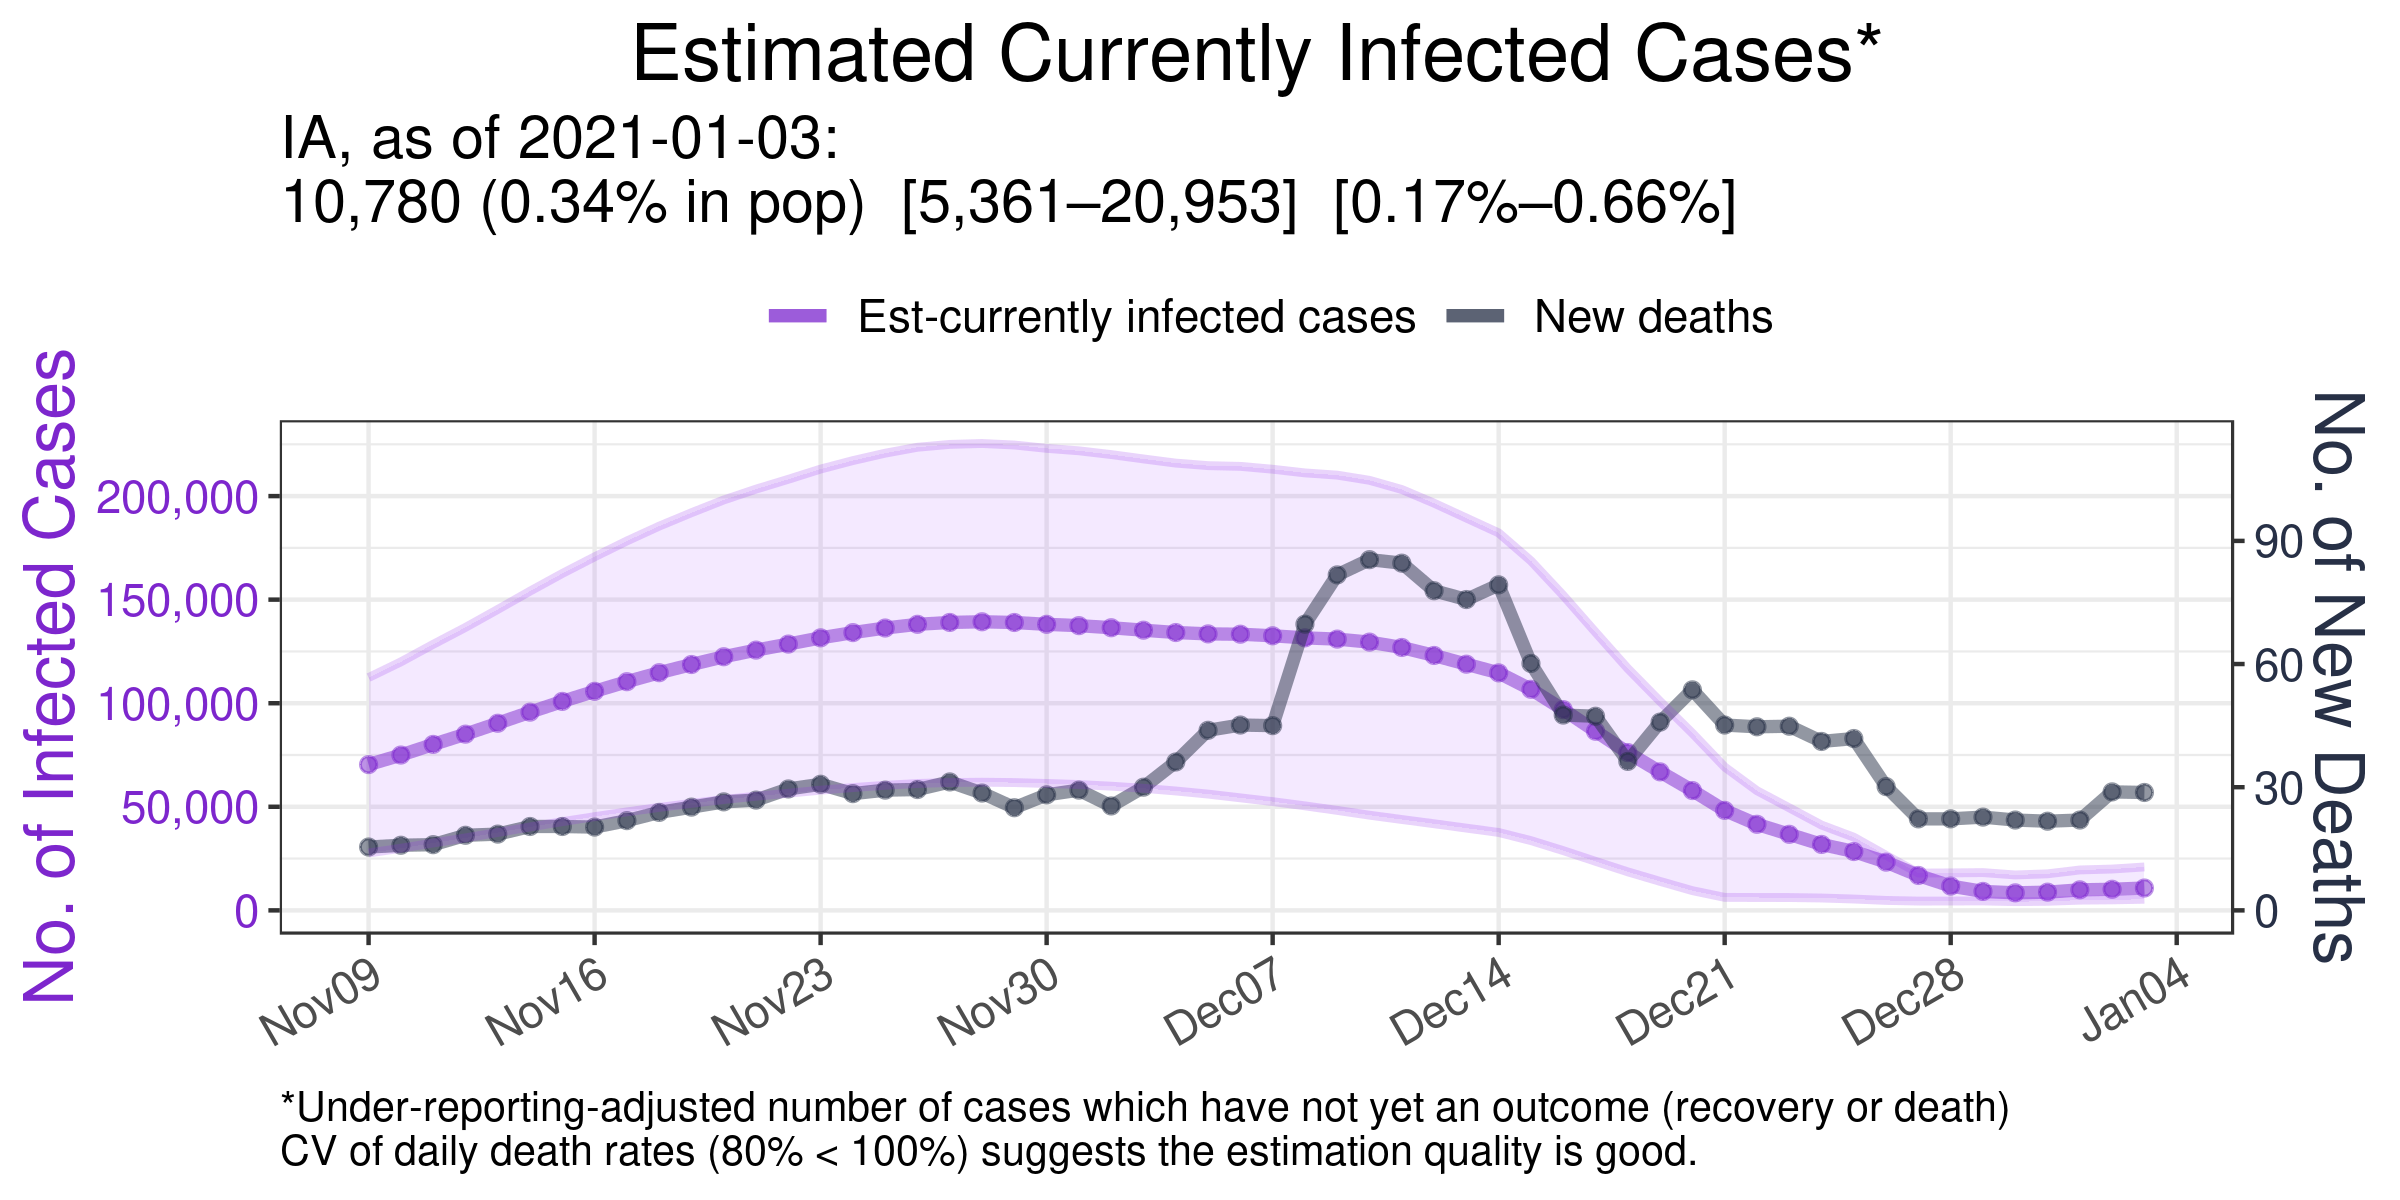 Estimated Currently Infected Cases*
IA, as of 2021-01-03:
10,780 (0.34% in pop)  [5,361–20,953]  [0.17%–0.66%]
Est-currently infected cases
New deaths
No. of Infected Cases
200,000
150,000
100,000
50,000
0
No. of New Deaths
90
60
30
0
Nov09
Nov16
Nov23
Nov30
Dec07
Dec14
Dec21
Dec28
Jan04
*Under-reporting-adjusted number of cases which have not yet an outcome (recovery or death)
CV of daily death rates (80% < 100%) suggests the estimation quality is good.